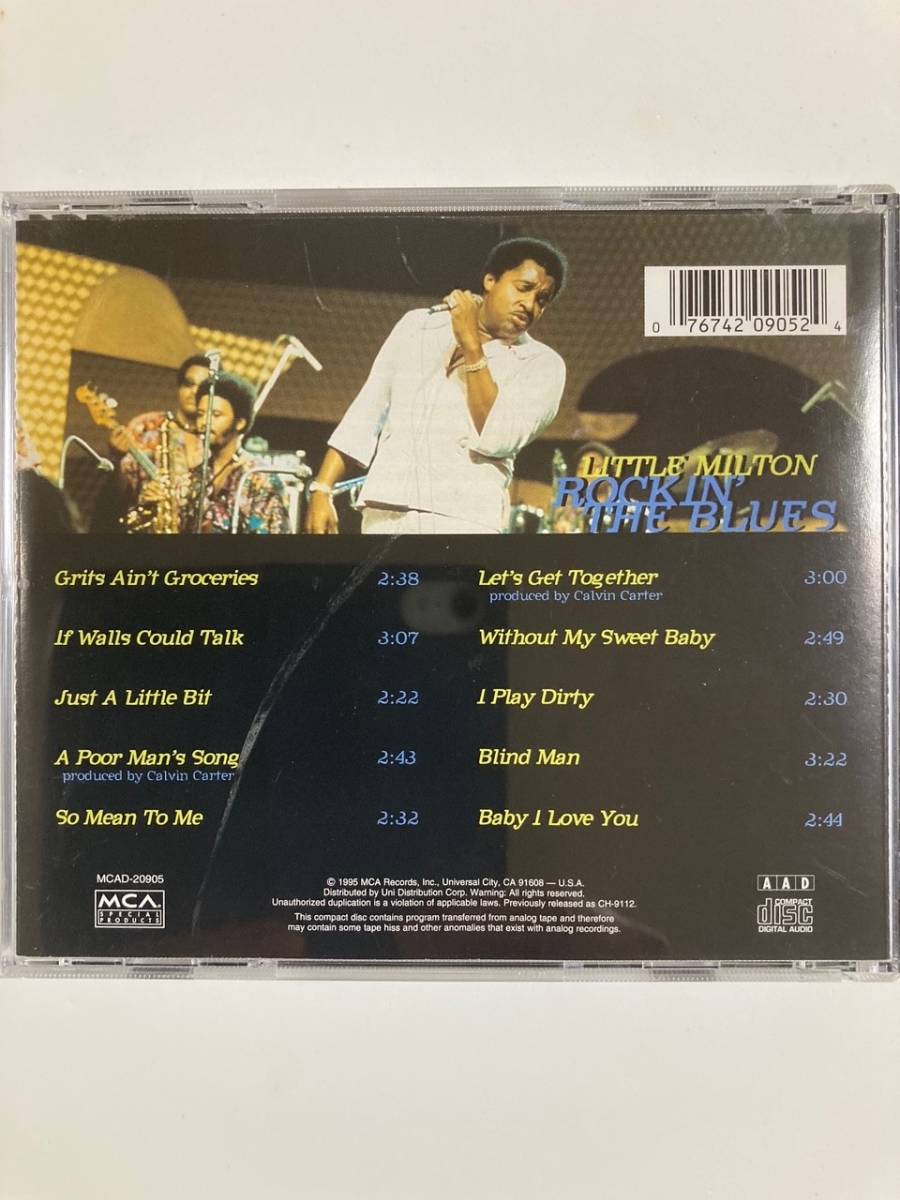 0 76742 09052 4
LITTLE MILTON
ROCKIN'
THE BLUES
Grits Ain't Groceries 2:38
If Walls Could Talk 3:07
Just A Little Bit 2:22
A Poor Man's Song 2:43
produced by Calvin Carter
So Mean To Me 2:32
Let's Get Together 3:00
produced by Calvin Carter
Without My Sweet Baby 2:49
I Play Dirty 2:30
Blind Man 3:22
Baby I Love You 2:44
MCAD-20905
MCA
SPECIAL
PRODUCTS
© 1995 MCA Records, Inc., Universal City, CA 91608 — U.S.A.
Distributed by Uni Distribution Corp. Warning: All rights reserved.
Unauthorized duplication is a violation of applicable laws. Previously released as CH-9112.
This compact disc contains program transferred from analog tape and therefore
may contain some tape hiss and other anomalies that exist with analog recordings.
AAD
COMPACT
disc
DIGITAL AUDIO